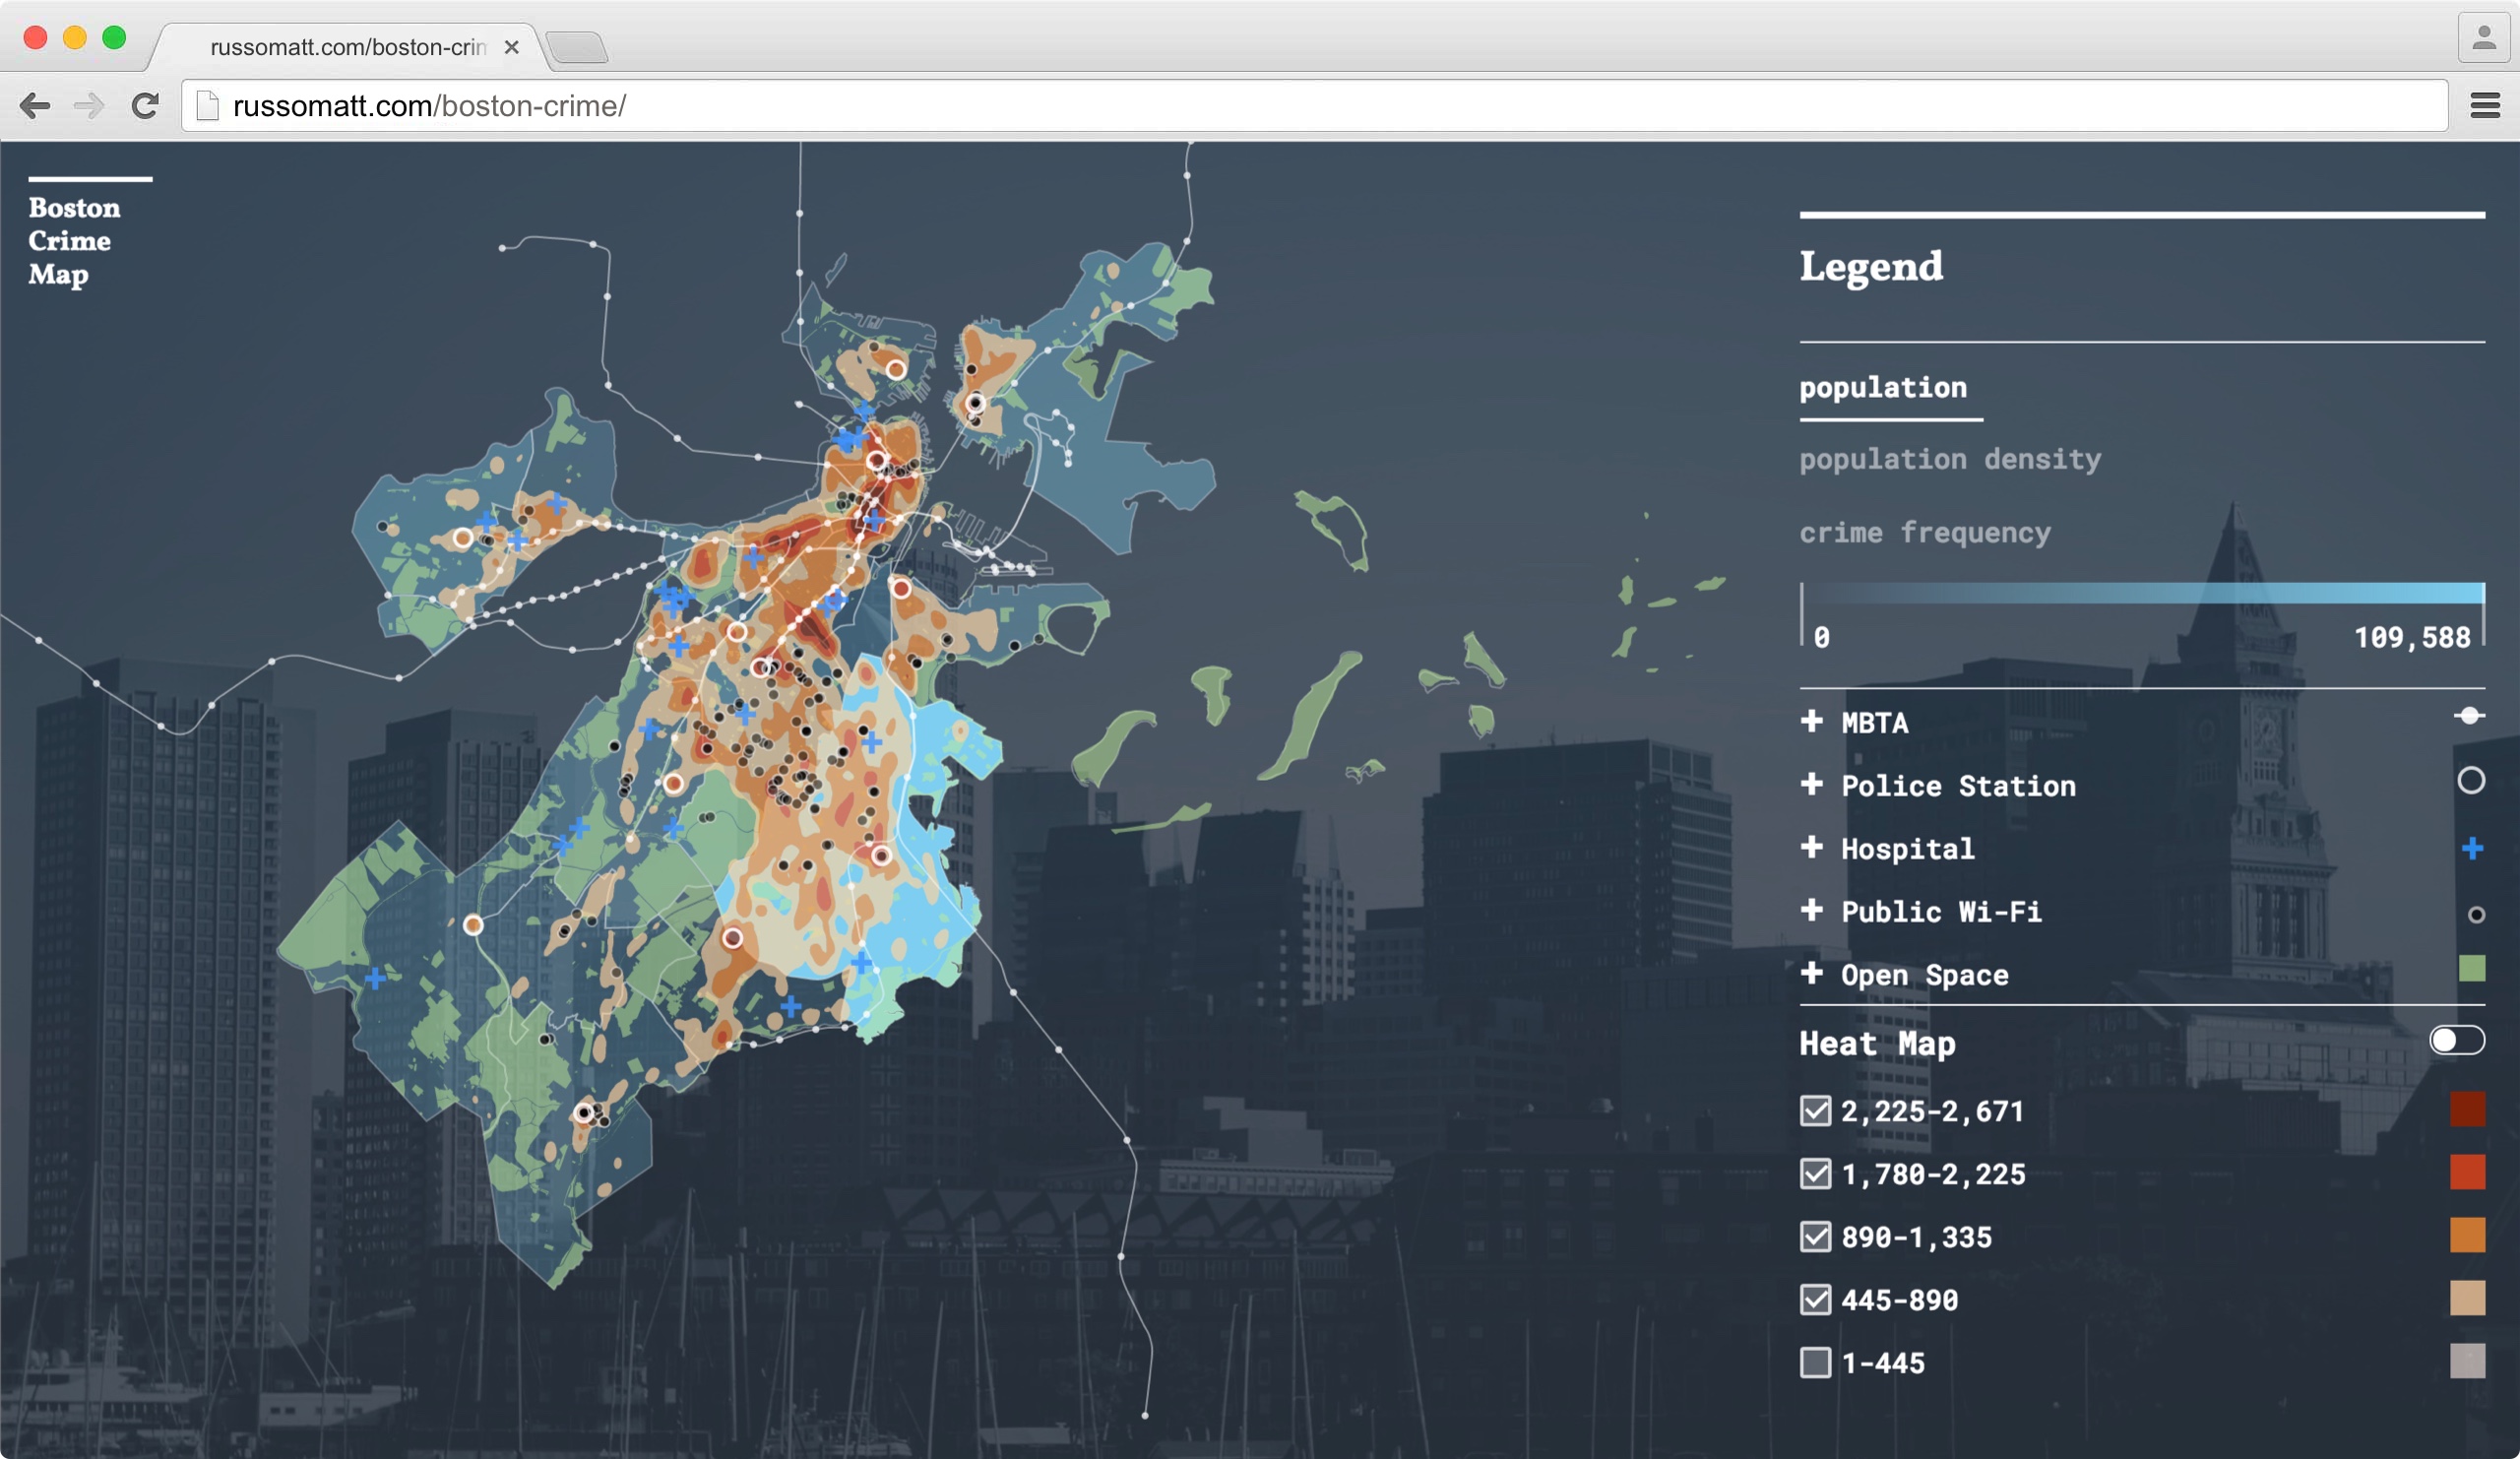 russomatt.com/boston-crin
russomatt.com/boston-crime/
Boston
Crime
Map
Legend
population
population density
crime frequency
0 109,588
MBTA
Police Station
Hospital
Public Wi-Fi
Open Space
Heat Map
2,225-2,671
1,780-2,225
890-1,335
445-890
1-445